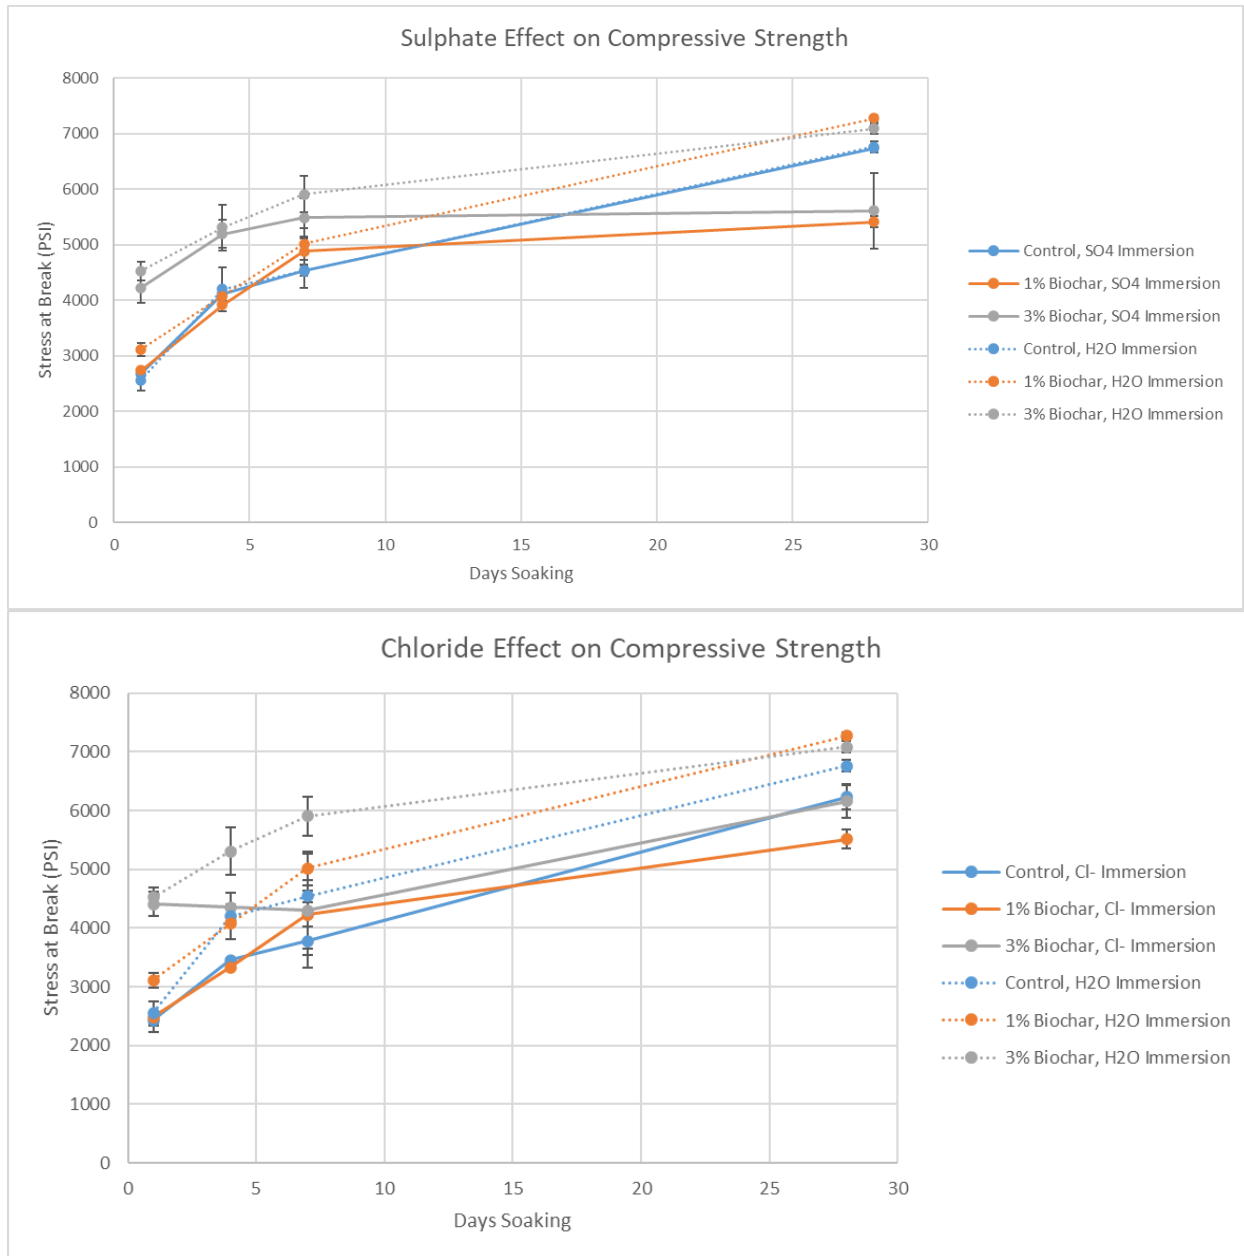 Sulphate Effect on Compressive Strength
8000
7000
6000
5000
4000
3000
2000
1000
0
Stress at Break (PSI)
0 5 10 15 20 25 30
Days Soaking
Control, SO4 Immersion
1% Biochar, SO4 Immersion
3% Biochar, SO4 Immersion
Control, H2O Immersion
1% Biochar, H2O Immersion
3% Biochar, H2O Immersion
Chloride Effect on Compressive Strength
8000
7000
6000
5000
4000
3000
2000
1000
0
Stress at Break (PSI)
0 5 10 15 20 25 30
Days Soaking
Control, Cl- Immersion
1% Biochar, Cl- Immersion
3% Biochar, Cl- Immersion
Control, H2O Immersion
1% Biochar, H2O Immersion
3% Biochar, H2O Immersion